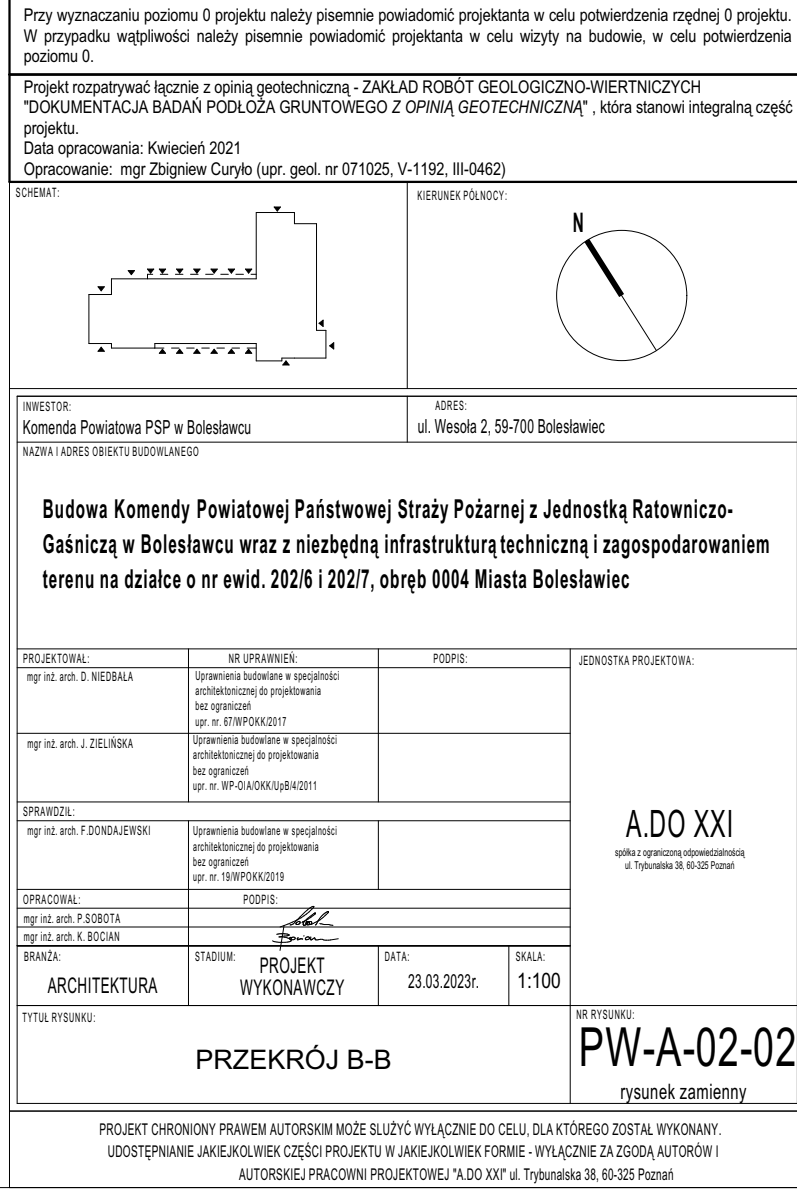 Przy wyznaczaniu poziomu 0 projektu należy pisemnie powiadomić projektanta w celu potwierdzenia rzędnej 0 projektu.
W przypadku wątpliwości należy pisemnie powiadomić projektanta w celu wizyty na budowie, w celu potwierdzenia
poziomu 0.
Projekt rozpatrywać łącznie z opinią geotechniczną - ZAKŁAD ROBÓT GEOLOGICZNO-WIERTNICZYCH
"DOKUMENTACJA BADAŃ PODŁOŻA GRUNTOWEGO Z OPINIĄ GEOTECHNICZNĄ" , która stanowi integralną część
projektu.
Data opracowania: Kwiecień 2021
Opracowanie: mgr Zbigniew Curyło (upr. geol. nr 071025, V-1192, III-0462)
SCHEMAT:
KIERUNEK PÓŁNOCY:
N
INWESTOR:
Komenda Powiatowa PSP w Bolesławcu
ADRES:
ul. Wesoła 2, 59-700 Bolesławiec
NAZWA I ADRES OBIEKTU BUDOWLANEGO
Budowa Komendy Powiatowej Państwowej Straży Pożarnej z Jednostką Ratowniczo-
Gaśniczą w Bolesławcu wraz z niezbędną infrastrukturą techniczną i zagospodarowaniem
terenu na działce o nr ewid. 202/6 i 202/7, obręb 0004 Miasta Bolesławiec
PROJEKTOWAŁ: NR UPRAWNIEŃ: PODPIS:
mgr inż. arch. D. NIEDBAŁA
Uprawnienia budowlane w specjalności
architektonicznej do projektowania
bez ograniczeń
upr. nr. 67/WPOKK/2017
mgr inż. arch. J. ZIELIŃSKA
Uprawnienia budowlane w specjalności
architektonicznej do projektowania
bez ograniczeń
upr. nr. WP-OIA/OKK/UpB/4/2011
SPRAWDZIŁ:
mgr inż. arch. F.DONDAJEWSKI
Uprawnienia budowlane w specjalności
architektonicznej do projektowania
bez ograniczeń
upr. nr. 19/WPOKK/2019
OPRACOWAŁ: PODPIS:
mgr inż. arch. P.SOBOTA
mgr inż. arch. K. BOCIAN Bocian
JEDNOSTKA PROJEKTOWA:
A.DO XXI
spółka z ograniczoną odpowiedzialnością
ul. Trybunalska 38, 60-325 Poznań
BRANŻA:
ARCHITEKTURA
STADIUM:
PROJEKT
WYKONAWCZY
DATA:
23.03.2023r.
SKALA:
1:100
TYTUŁ RYSUNKU:
PRZEKRÓJ B-B
NR RYSUNKU:
PW-A-02-02
rysunek zamienny
PROJEKT CHRONIONY PRAWEM AUTORSKIM MOŻE SLUŻYĆ WYŁĄCZNIE DO CELU, DLA KTÓREGO ZOSTAŁ WYKONANY.
UDOSTĘPNIANIE JAKIEJKOLWIEK CZĘŚCI PROJEKTU W JAKIEJKOLWIEK FORMIE - WYŁĄCZNIE ZA ZGODĄ AUTORÓW I
AUTORSKIEJ PRACOWNI PROJEKTOWEJ "A.DO XXI" ul. Trybunalska 38, 60-325 Poznań